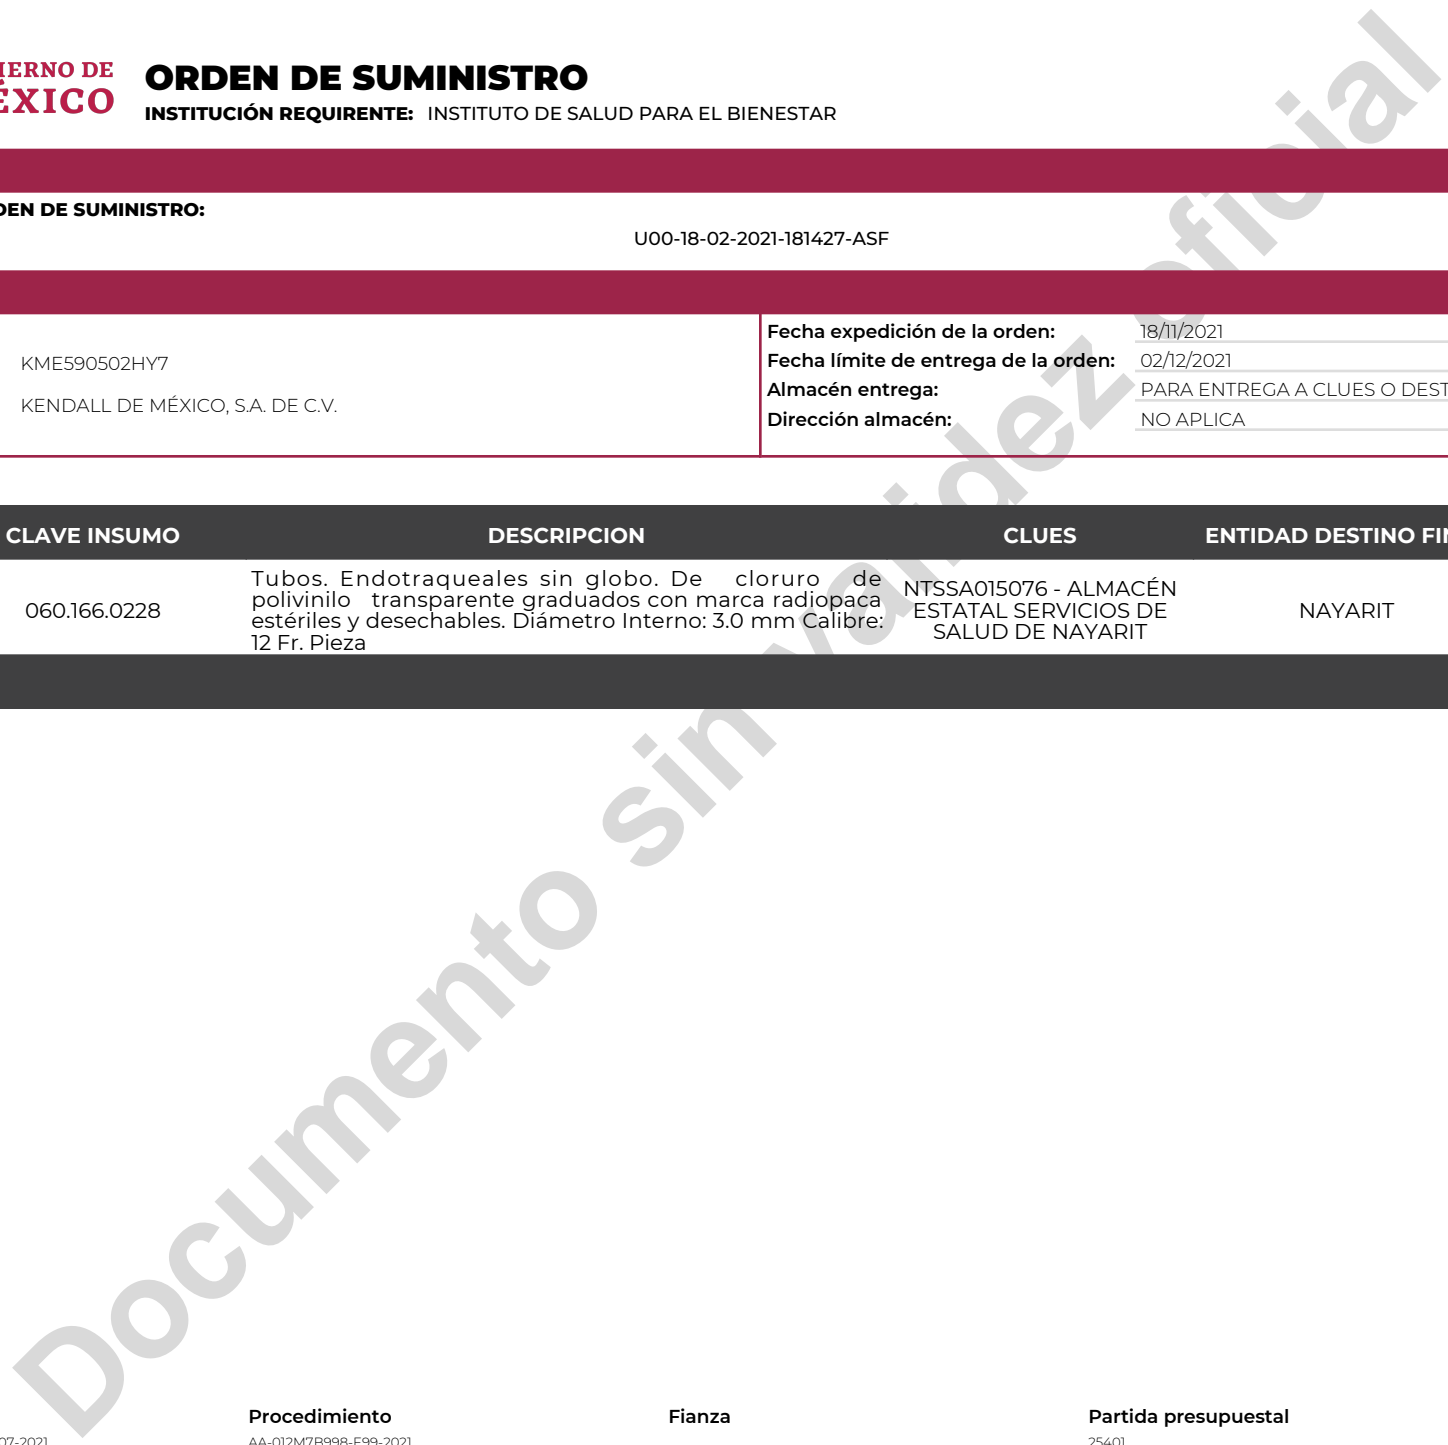 IERNO DE
ÉXICO
ORDEN DE SUMINISTRO
INSTITUCIÓN REQUIRENTE: INSTITUTO DE SALUD PARA EL BIENESTAR
DEN DE SUMINISTRO:
U00-18-02-2021-181427-ASF
KME590502HY7
KENDALL DE MÉXICO, S.A. DE C.V.
Fecha expedición de la orden: 18/11/2021
Fecha límite de entrega de la orden: 02/12/2021
Almacén entrega: PARA ENTREGA A CLUES O DEST
Dirección almacén: NO APLICA
CLAVE INSUMO DESCRIPCION CLUES ENTIDAD DESTINO FIN
060.166.0228
Tubos. Endotraqueales sin globo. De cloruro de
polivinilo transparente graduados con marca radiopaca
estériles y desechables. Diámetro Interno: 3.0 mm Calibre:
12 Fr. Pieza
NTSSA015076 - ALMACÉN
ESTATAL SERVICIOS DE
SALUD DE NAYARIT
NAYARIT
Documento sin validez oficial
Procedimiento Fianza Partida presupuestal
07-2021 AA-012M7B998-E99-2021 25401